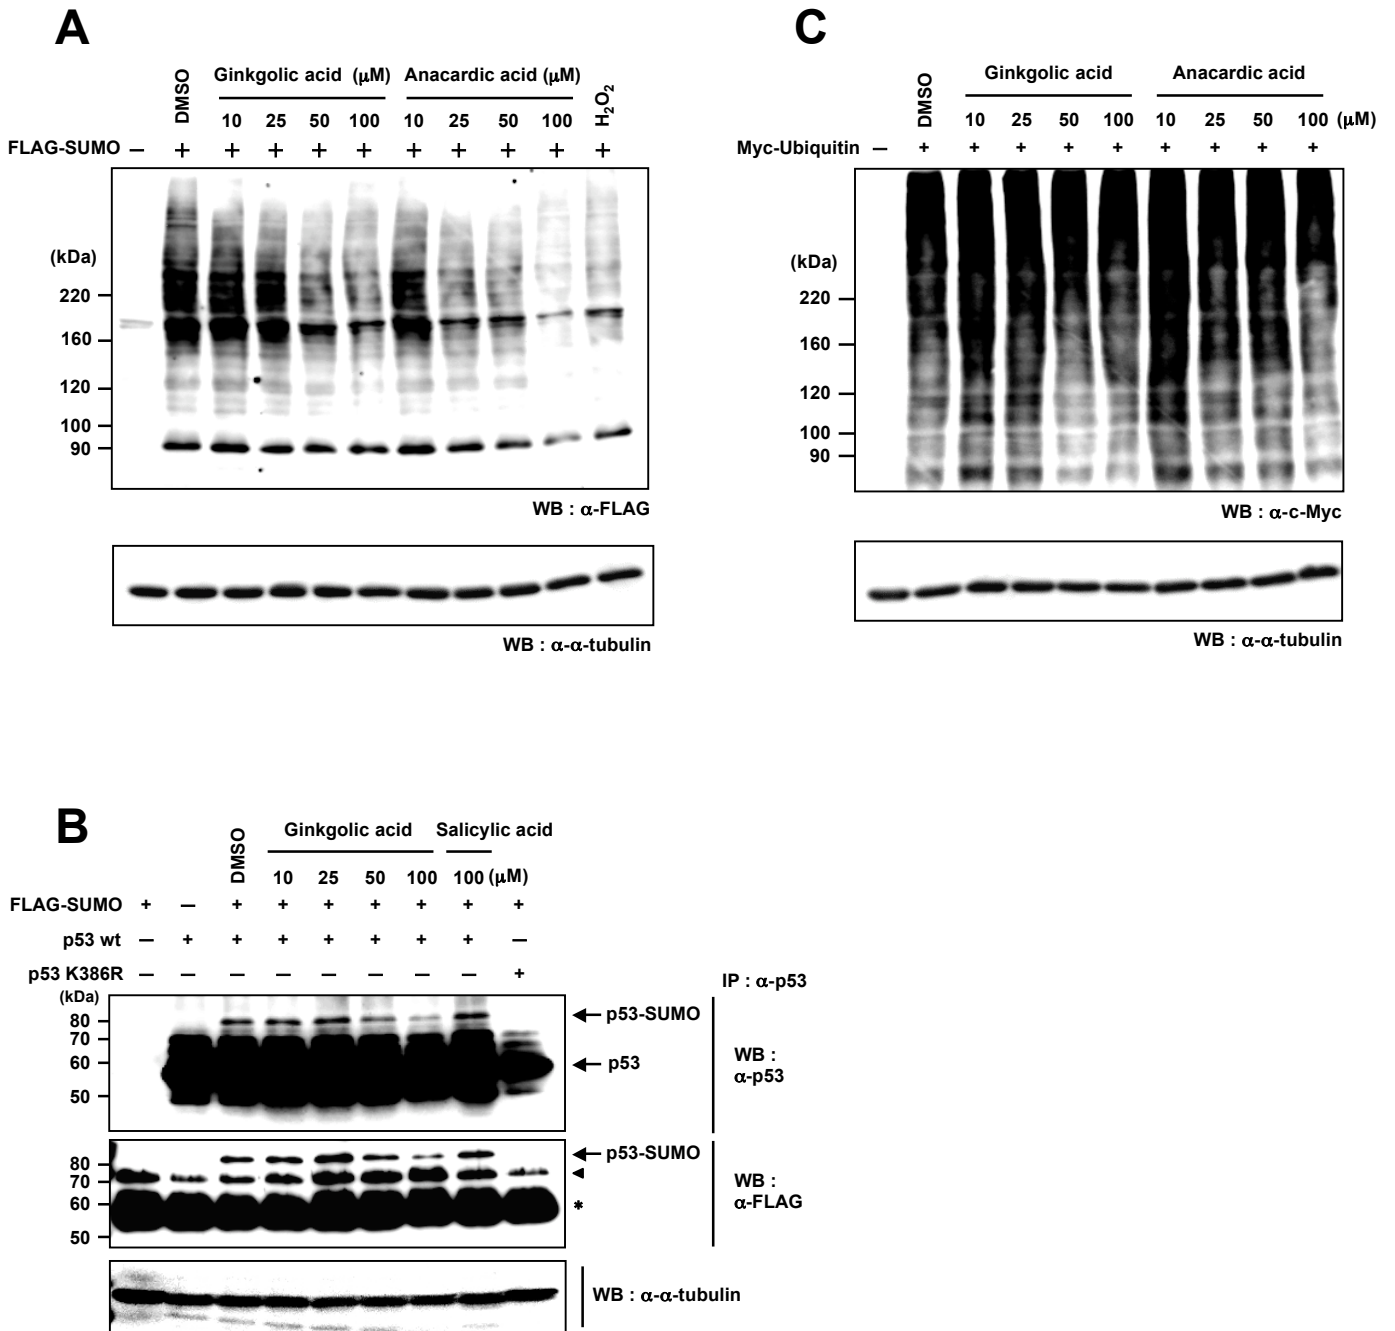 A
DMSO
Ginkgolic acid (μM)
Anacardic acid (μM)
H2O2
10 25 50 100 10 25 50 100
FLAG-SUMO – + + + + + + + + + +
(kDa)
220
160
120
100
90
WB : α-FLAG
WB : α-α-tubulin
C
DMSO
Ginkgolic acid
Anacardic acid
10 25 50 100 10 25 50 100 (μM)
Myc-Ubiquitin – + + + + + + + + +
(kDa)
220
160
120
100
90
WB : α-c-Myc
WB : α-α-tubulin
B
DMSO
Ginkgolic acid
Salicylic acid
10 25 50 100 100 (μM)
FLAG-SUMO + – + + + + + + +
p53 wt – + + + + + + + –
p53 K386R – – – – – – – – +
(kDa)
IP : α-p53
80
70
60
50
p53-SUMO
p53
WB :
α-p53
80
70
60
50
p53-SUMO
*
WB :
α-FLAG
WB : α-α-tubulin